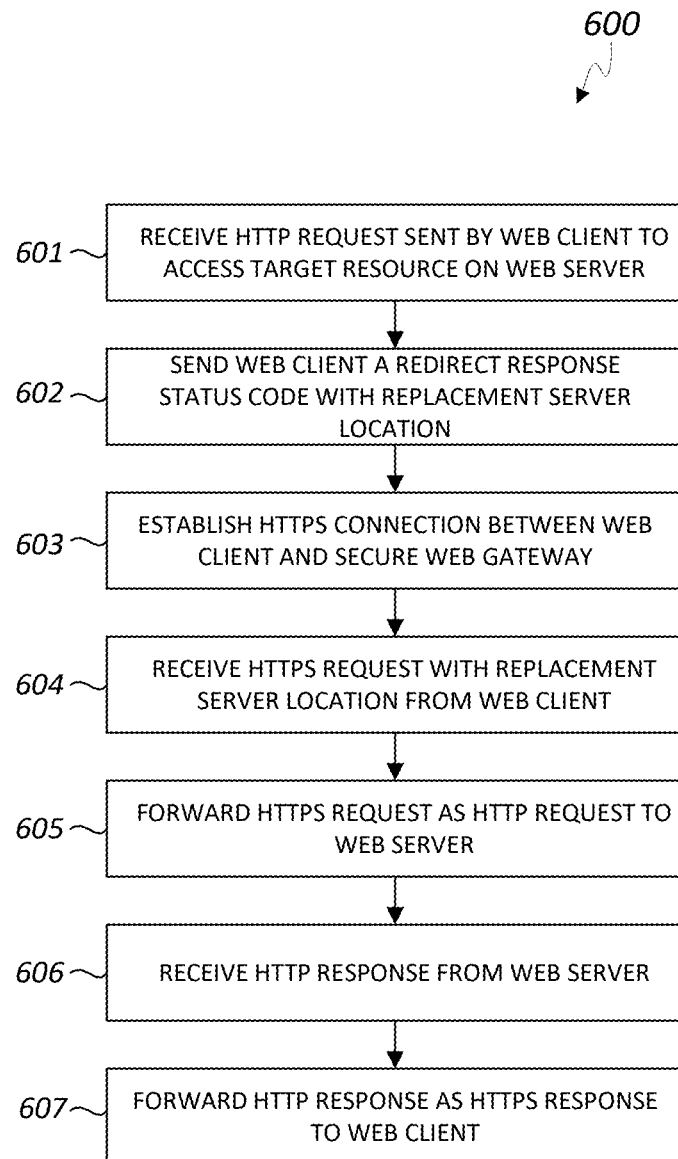 600
601
RECEIVE HTTP REQUEST SENT BY WEB CLIENT TO
ACCESS TARGET RESOURCE ON WEB SERVER
602
SEND WEB CLIENT A REDIRECT RESPONSE
STATUS CODE WITH REPLACEMENT SERVER
LOCATION
603
ESTABLISH HTTPS CONNECTION BETWEEN WEB
CLIENT AND SECURE WEB GATEWAY
604
RECEIVE HTTPS REQUEST WITH REPLACEMENT
SERVER LOCATION FROM WEB CLIENT
605
FORWARD HTTPS REQUEST AS HTTP REQUEST TO
WEB SERVER
606
RECEIVE HTTP RESPONSE FROM WEB SERVER
607
FORWARD HTTP RESPONSE AS HTTPS RESPONSE
TO WEB CLIENT